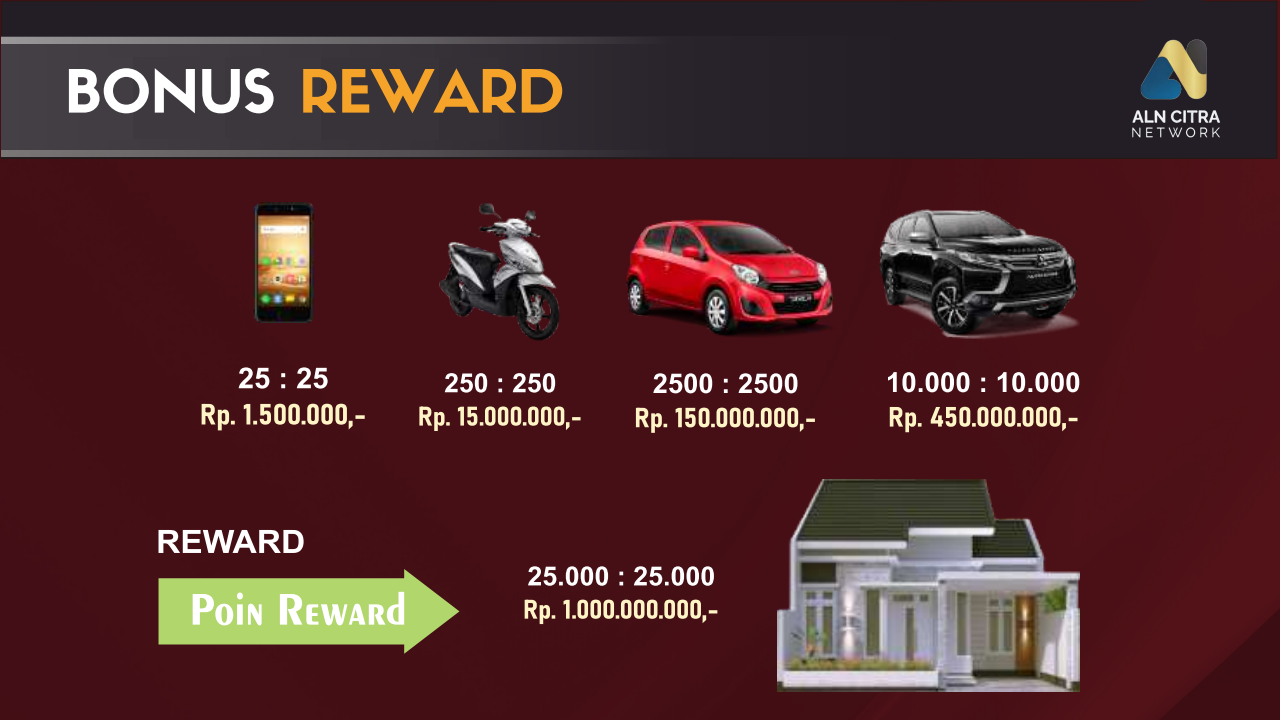 BONUS REWARD
ALN CITRA
NETWORK
25 : 25
Rp. 1.500.000,-
250 : 250
Rp. 15.000.000,-
2500 : 2500
Rp. 150.000.000,-
10.000 : 10.000
Rp. 450.000.000,-
REWARD
Poin Reward
25.000 : 25.000
Rp. 1.000.000.000,-